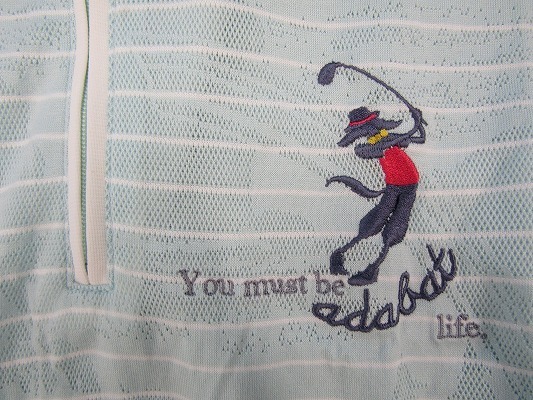 You must be
adabat
life.